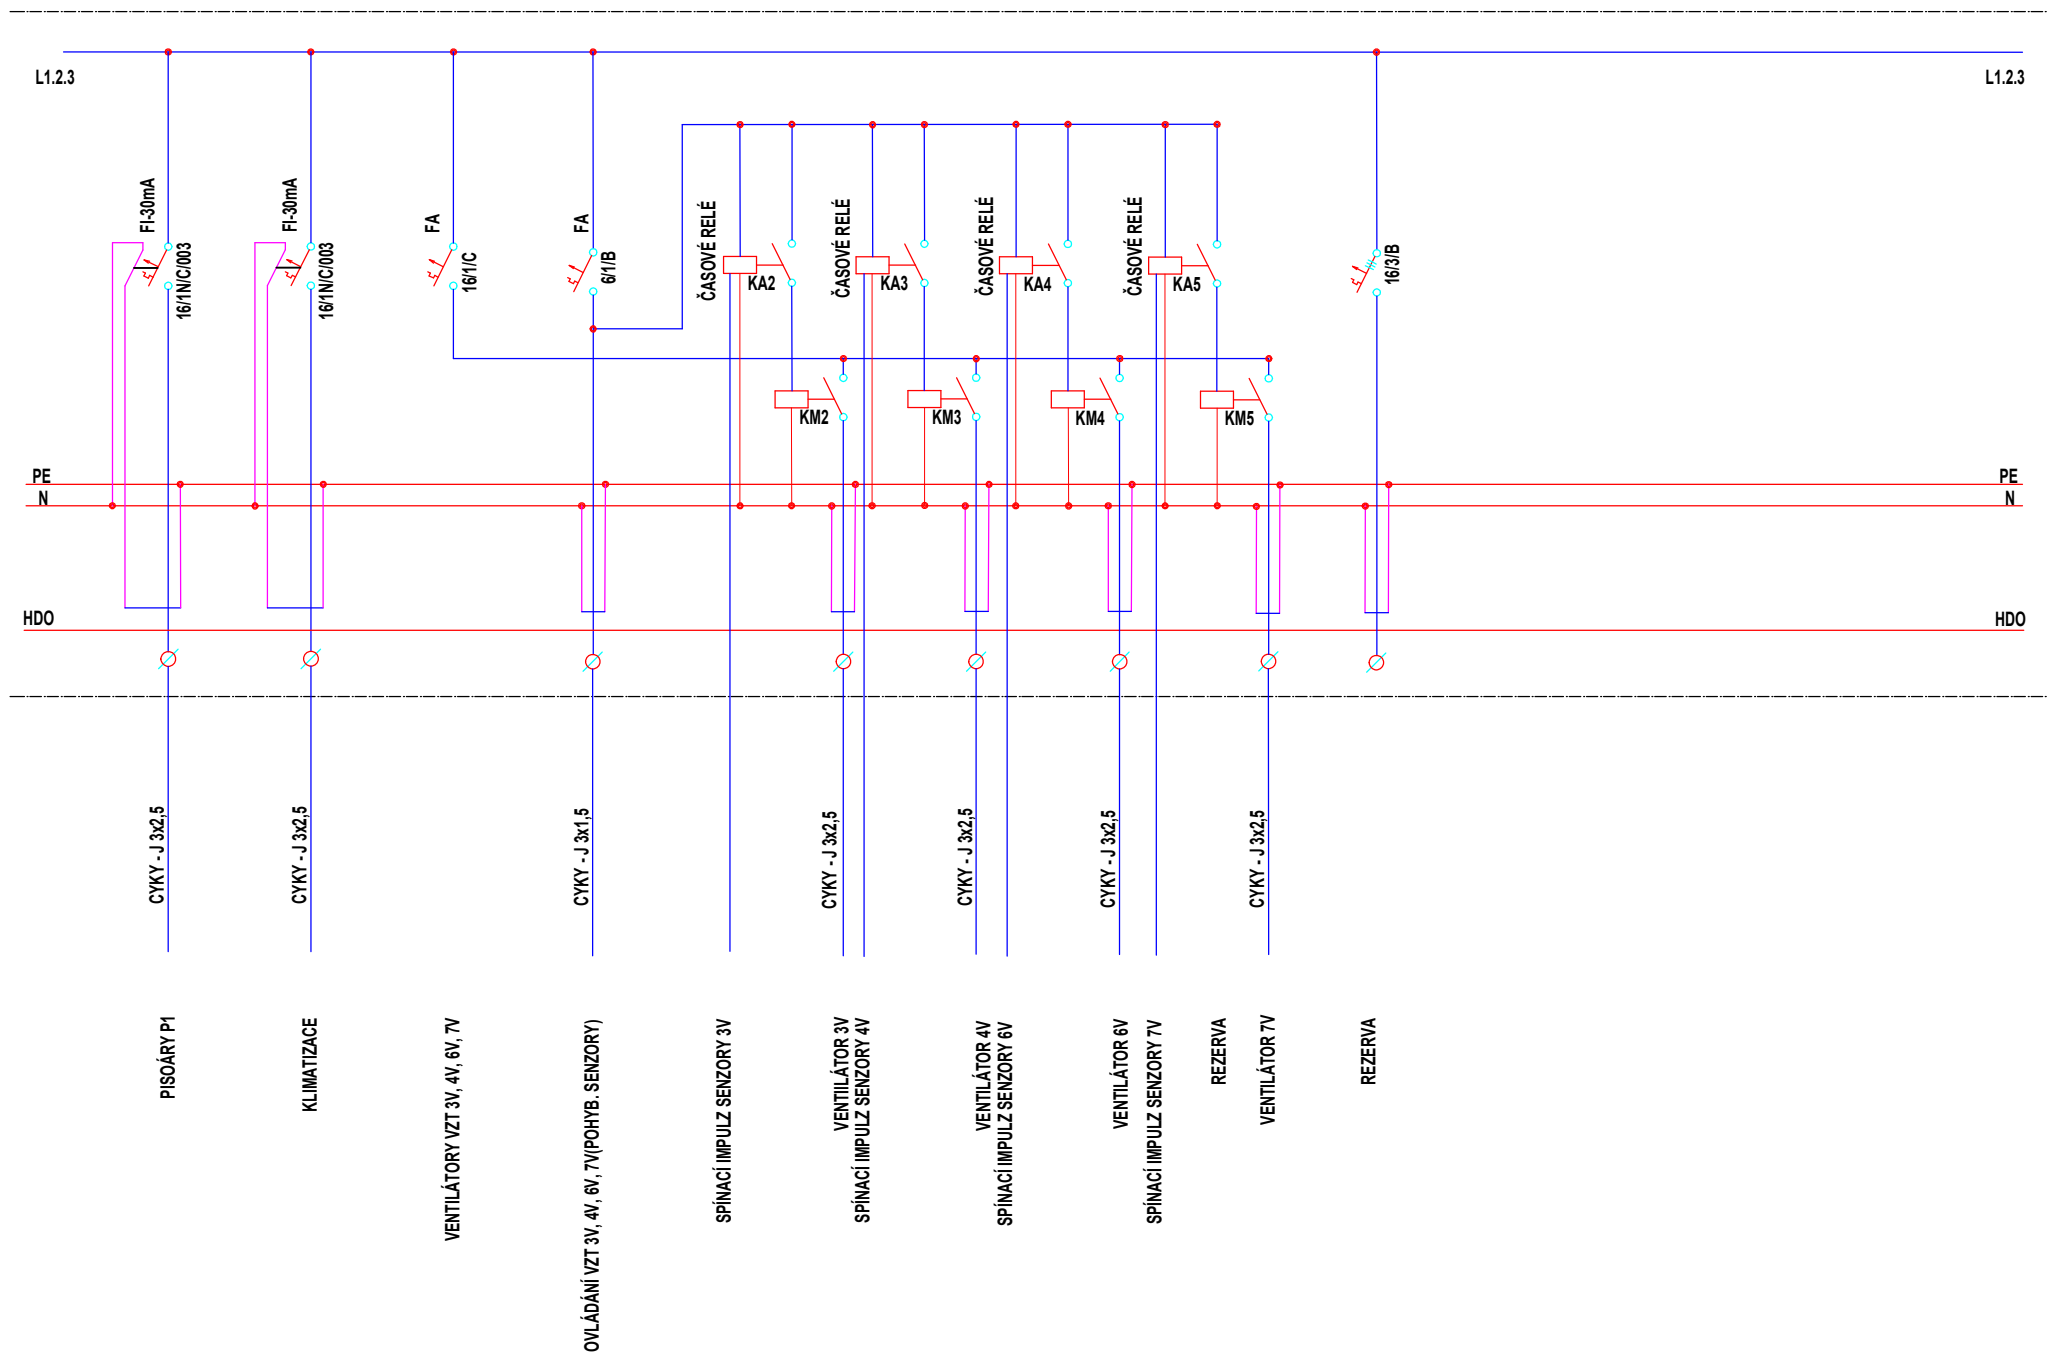 L1.2.3
L1.2.3
FI-30mA
16/1N/C/003
FI-30mA
16/1N/C/003
FA
16/1/C
FA
6/1/B
ČASOVÉ RELÉ
KA2
ČASOVÉ RELÉ
KA3
ČASOVÉ RELÉ
KA4
ČASOVÉ RELÉ
KA5
16/3/B
KM2
KM3
KM4
KM5
PE
PE
N
N
HDO
HDO
CYKY - J 3x2,5
CYKY - J 3x2,5
CYKY - J 3x1,5
CYKY - J 3x2,5
CYKY - J 3x2,5
CYKY - J 3x2,5
CYKY - J 3x2,5
PISOÁRY P1
KLIMATIZACE
VENTILÁTORY VZT 3V, 4V, 6V, 7V
OVLÁDÁNÍ VZT 3V, 4V, 6V, 7V(POHYB. SENZORY)
SPÍNACÍ IMPULZ SENZORY 3V
VENTIILÁTOR 3V
SPÍNACÍ IMPULZ SENZORY 4V
VENTILÁTOR 4V
SPÍNACÍ IMPULZ SENZORY 6V
VENTILÁTOR 6V
SPÍNACÍ IMPULZ SENZORY 7V
REZERVA
VENTILÁTOR 7V
REZERVA